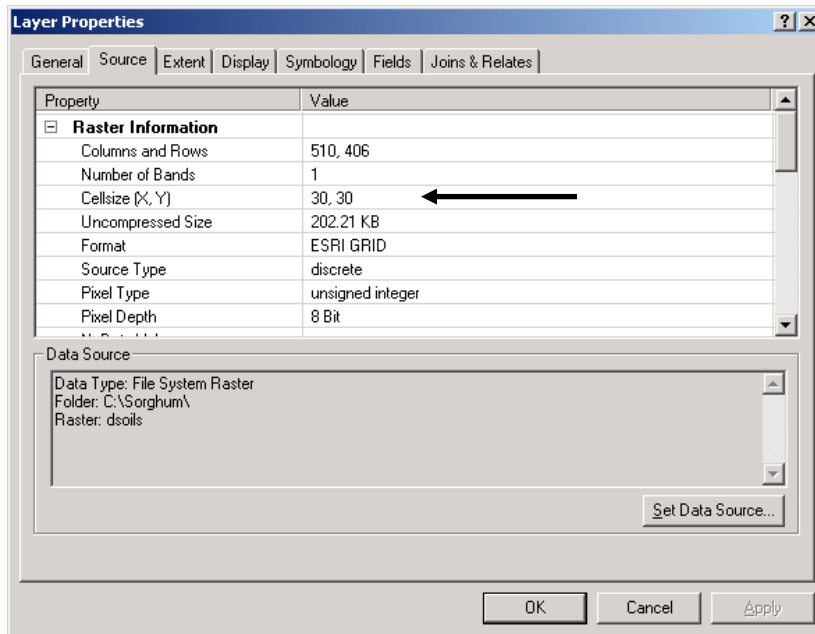 Layer Properties
General Source Extent Display Symbology Fields Joins & Relates
Property Value
Raster Information
Columns and Rows 510, 406
Number of Bands 1
Cellsize (X, Y) 30, 30
Uncompressed Size 202.21 KB
Format ESRI GRID
Source Type discrete
Pixel Type unsigned integer
Pixel Depth 8 Bit
Data Source
Data Type: File System Raster
Folder: C:\Sorghum\
Raster: dsoils
Set Data Source...
OK Cancel Apply